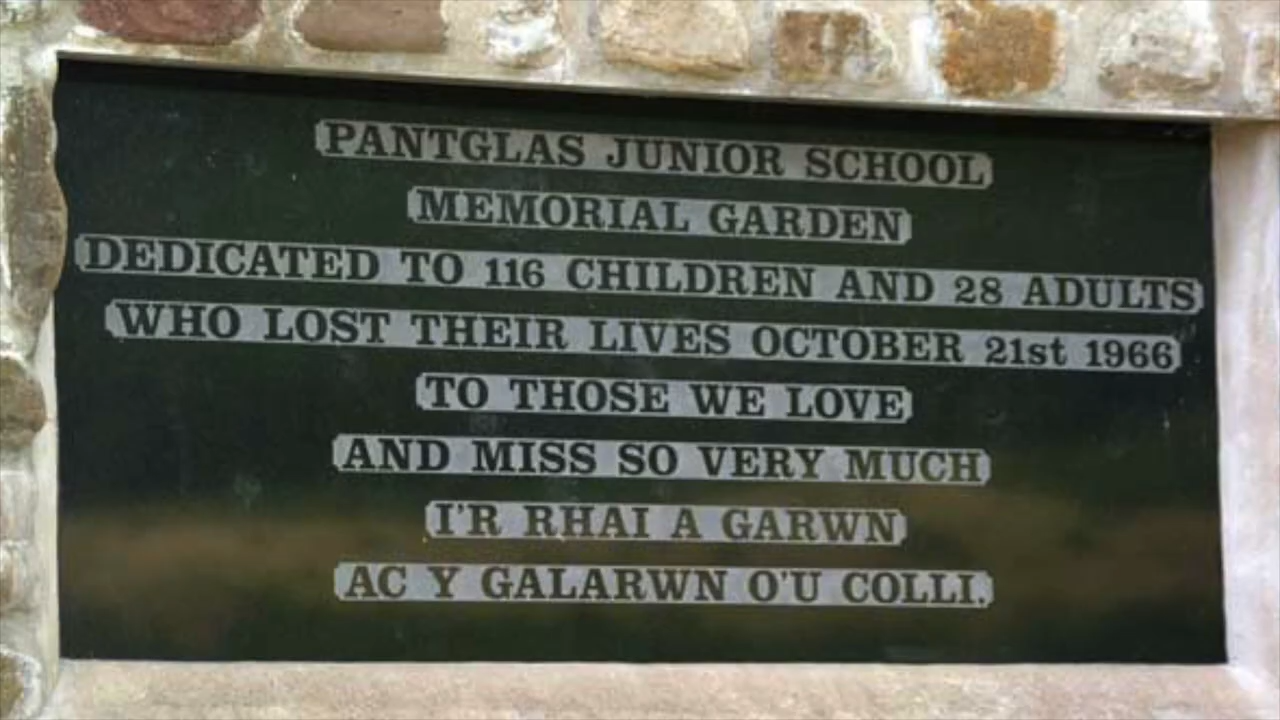 PANTGLAS JUNIOR SCHOOL
MEMORIAL GARDEN
DEDICATED TO 116 CHILDREN AND 28 ADULTS
WHO LOST THEIR LIVES OCTOBER 21st 1966
TO THOSE WE LOVE
AND MISS SO VERY MUCH
I'R RHAI A GARWN
AC Y GALARWN O'U COLLI.